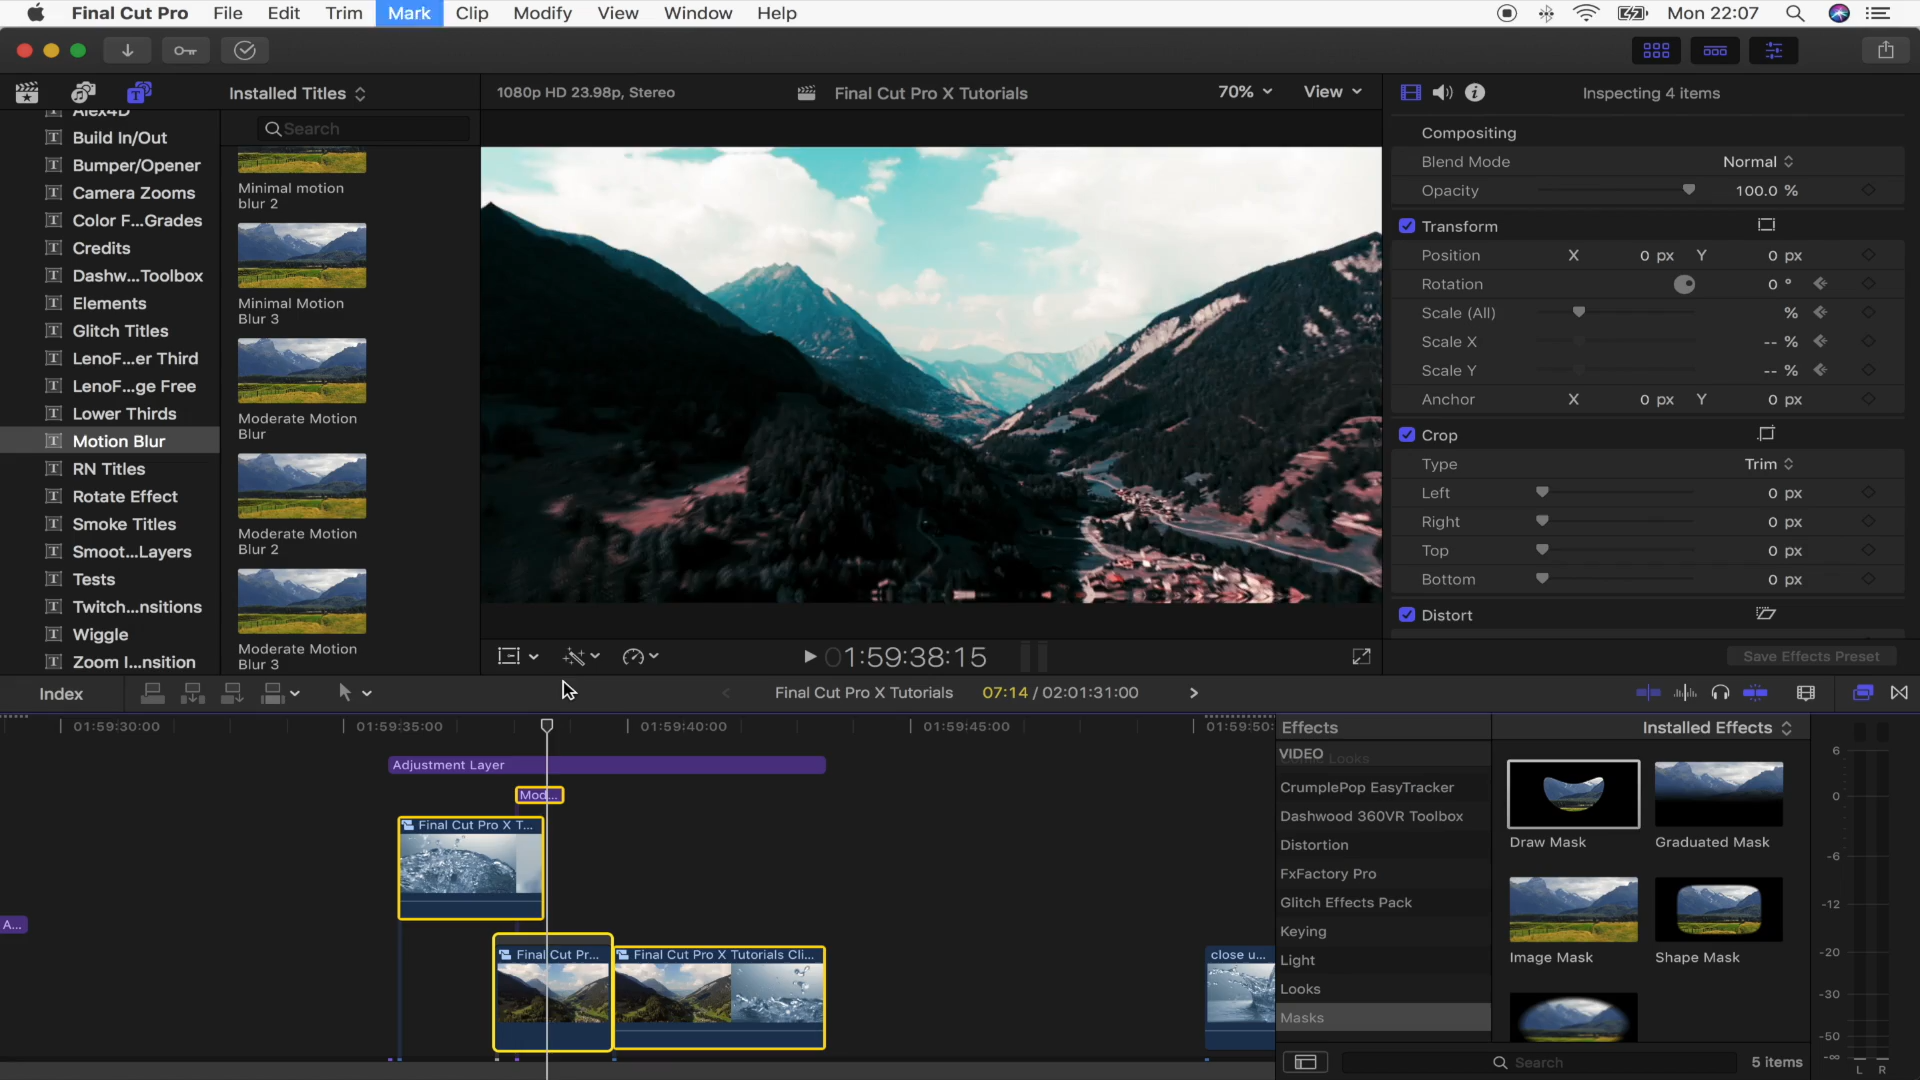 Final Cut Pro File Edit Trim Mark Clip Modify View Window Help Mon 22:07
Installed Titles
1080p HD 23.98p, Stereo
Final Cut Pro X Tutorials
70%
View
Inspecting 4 items
Alex4D
Build In/Out
Bumper/Opener
Camera Zooms
Color F...Grades
Credits
Dashw...Toolbox
Elements
Glitch Titles
LenoF...er Third
LenoF...ge Free
Lower Thirds
Motion Blur
RN Titles
Rotate Effect
Smoke Titles
Smoot...Layers
Tests
Twitch...nsitions
Wiggle
Zoom I...nsition
Search
Minimal motion
blur 2
Minimal Motion
Blur 3
Moderate Motion
Blur
Moderate Motion
Blur 2
Moderate Motion
Blur 3
Compositing
Blend Mode Normal
Opacity 100.0 %
Transform
Position X 0 px Y 0 px
Rotation 0 °
Scale (All) %
Scale X -- %
Scale Y -- %
Anchor X 0 px Y 0 px
Crop
Type Trim
Left 0 px
Right 0 px
Top 0 px
Bottom 0 px
Distort
Save Effects Preset
01:59:38:15
Index
Final Cut Pro X Tutorials
07:14 / 02:01:31:00
01:59:30:00
01:59:35:00
01:59:40:00
01:59:45:00
01:59:50:
Adjustment Layer
Mod...
Final Cut Pro X T...
A...
Final Cut Pr...
Final Cut Pro X Tutorials Cli...
close u...
Effects
Installed Effects
VIDEO
Looks
CrumplePop EasyTracker
Dashwood 360VR Toolbox
Distortion
FxFactory Pro
Glitch Effects Pack
Keying
Light
Looks
Masks
Draw Mask
Graduated Mask
Image Mask
Shape Mask
Search
5 items
6
0
-6
-12
-20
-30
-50
-∞
L R